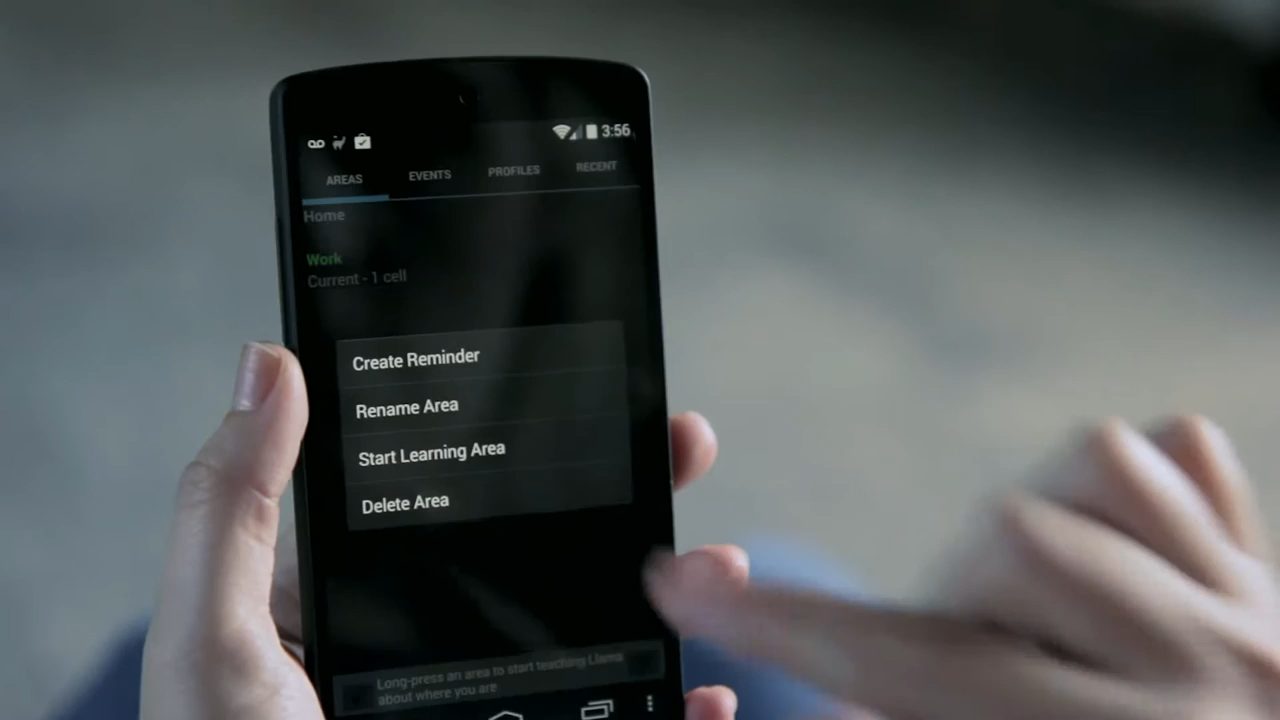 3:56
AREAS EVENTS PROFILES RECENT
Home
Work
Current - 1 cell
Create Reminder
Rename Area
Start Learning Area
Delete Area
Long-press an area to start teaching Llama
about where you are